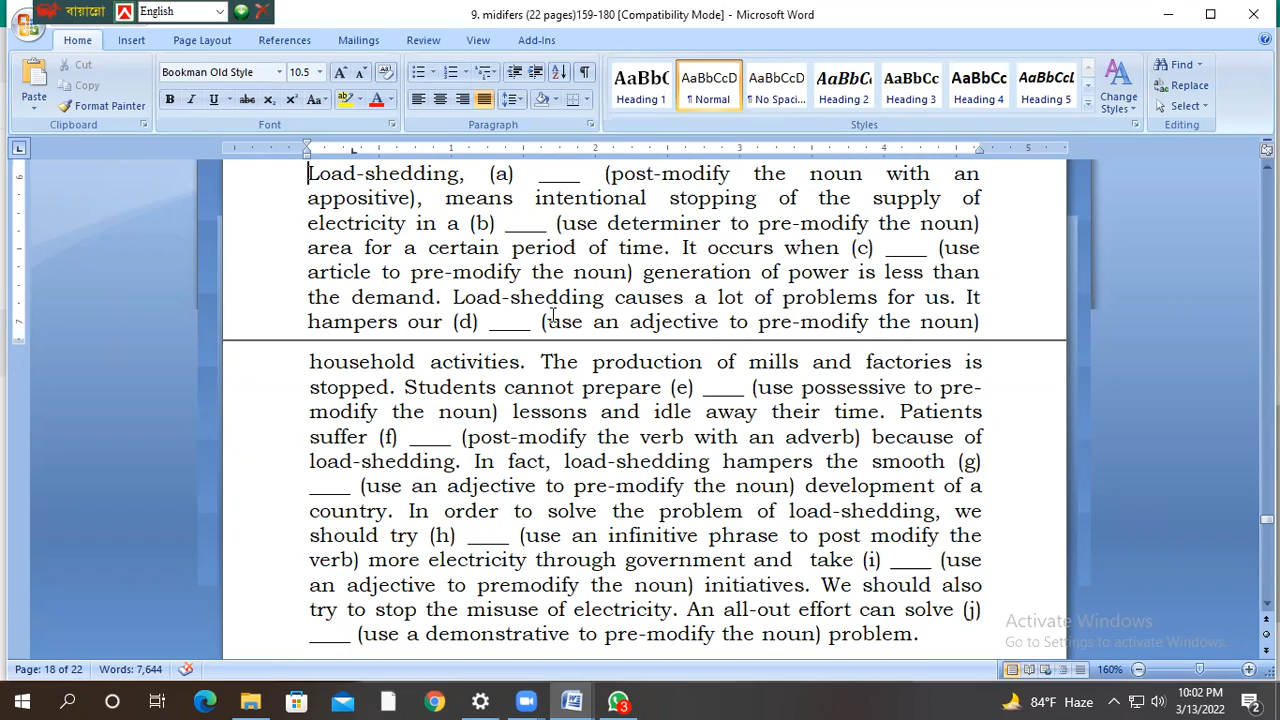 বায়ান্নো English
9. midifers (22 pages)159-180 [Compatibility Mode] - Microsoft Word
Home Insert Page Layout References Mailings Review View Add-Ins
Paste Cut Copy Format Painter
Bookman Old Style 10.5
AaBbC Heading 1 AaBbCcD ¶ Normal AaBbCcD ¶ No Spaci... AaBbCc Heading 2 AaBbCc Heading 3 AaBbCc Heading 4 AaBbCcL Heading 5
Change Styles
Find Replace Select
Clipboard Font Paragraph Styles Editing
1 2 3 4 5
Load-shedding, (a) ____ (post-modify the noun with an
appositive), means intentional stopping of the supply of
electricity in a (b) ____ (use determiner to pre-modify the noun)
area for a certain period of time. It occurs when (c) ____ (use
article to pre-modify the noun) generation of power is less than
the demand. Load-shedding causes a lot of problems for us. It
hampers our (d) ____ (use an adjective to pre-modify the noun)
household activities. The production of mills and factories is
stopped. Students cannot prepare (e) ____ (use possessive to pre-
modify the noun) lessons and idle away their time. Patients
suffer (f) ____ (post-modify the verb with an adverb) because of
load-shedding. In fact, load-shedding hampers the smooth (g)
____ (use an adjective to pre-modify the noun) development of a
country. In order to solve the problem of load-shedding, we
should try (h) ____ (use an infinitive phrase to post modify the
verb) more electricity through government and take (i) ____ (use
an adjective to premodify the noun) initiatives. We should also
try to stop the misuse of electricity. An all-out effort can solve (j)
____ (use a demonstrative to pre-modify the noun) problem.
Activate Windows
Go to Settings to activate Windows.
Page: 18 of 22 Words: 7,644 160%
84°F Haze 10:02 PM
3/13/2022
3 2